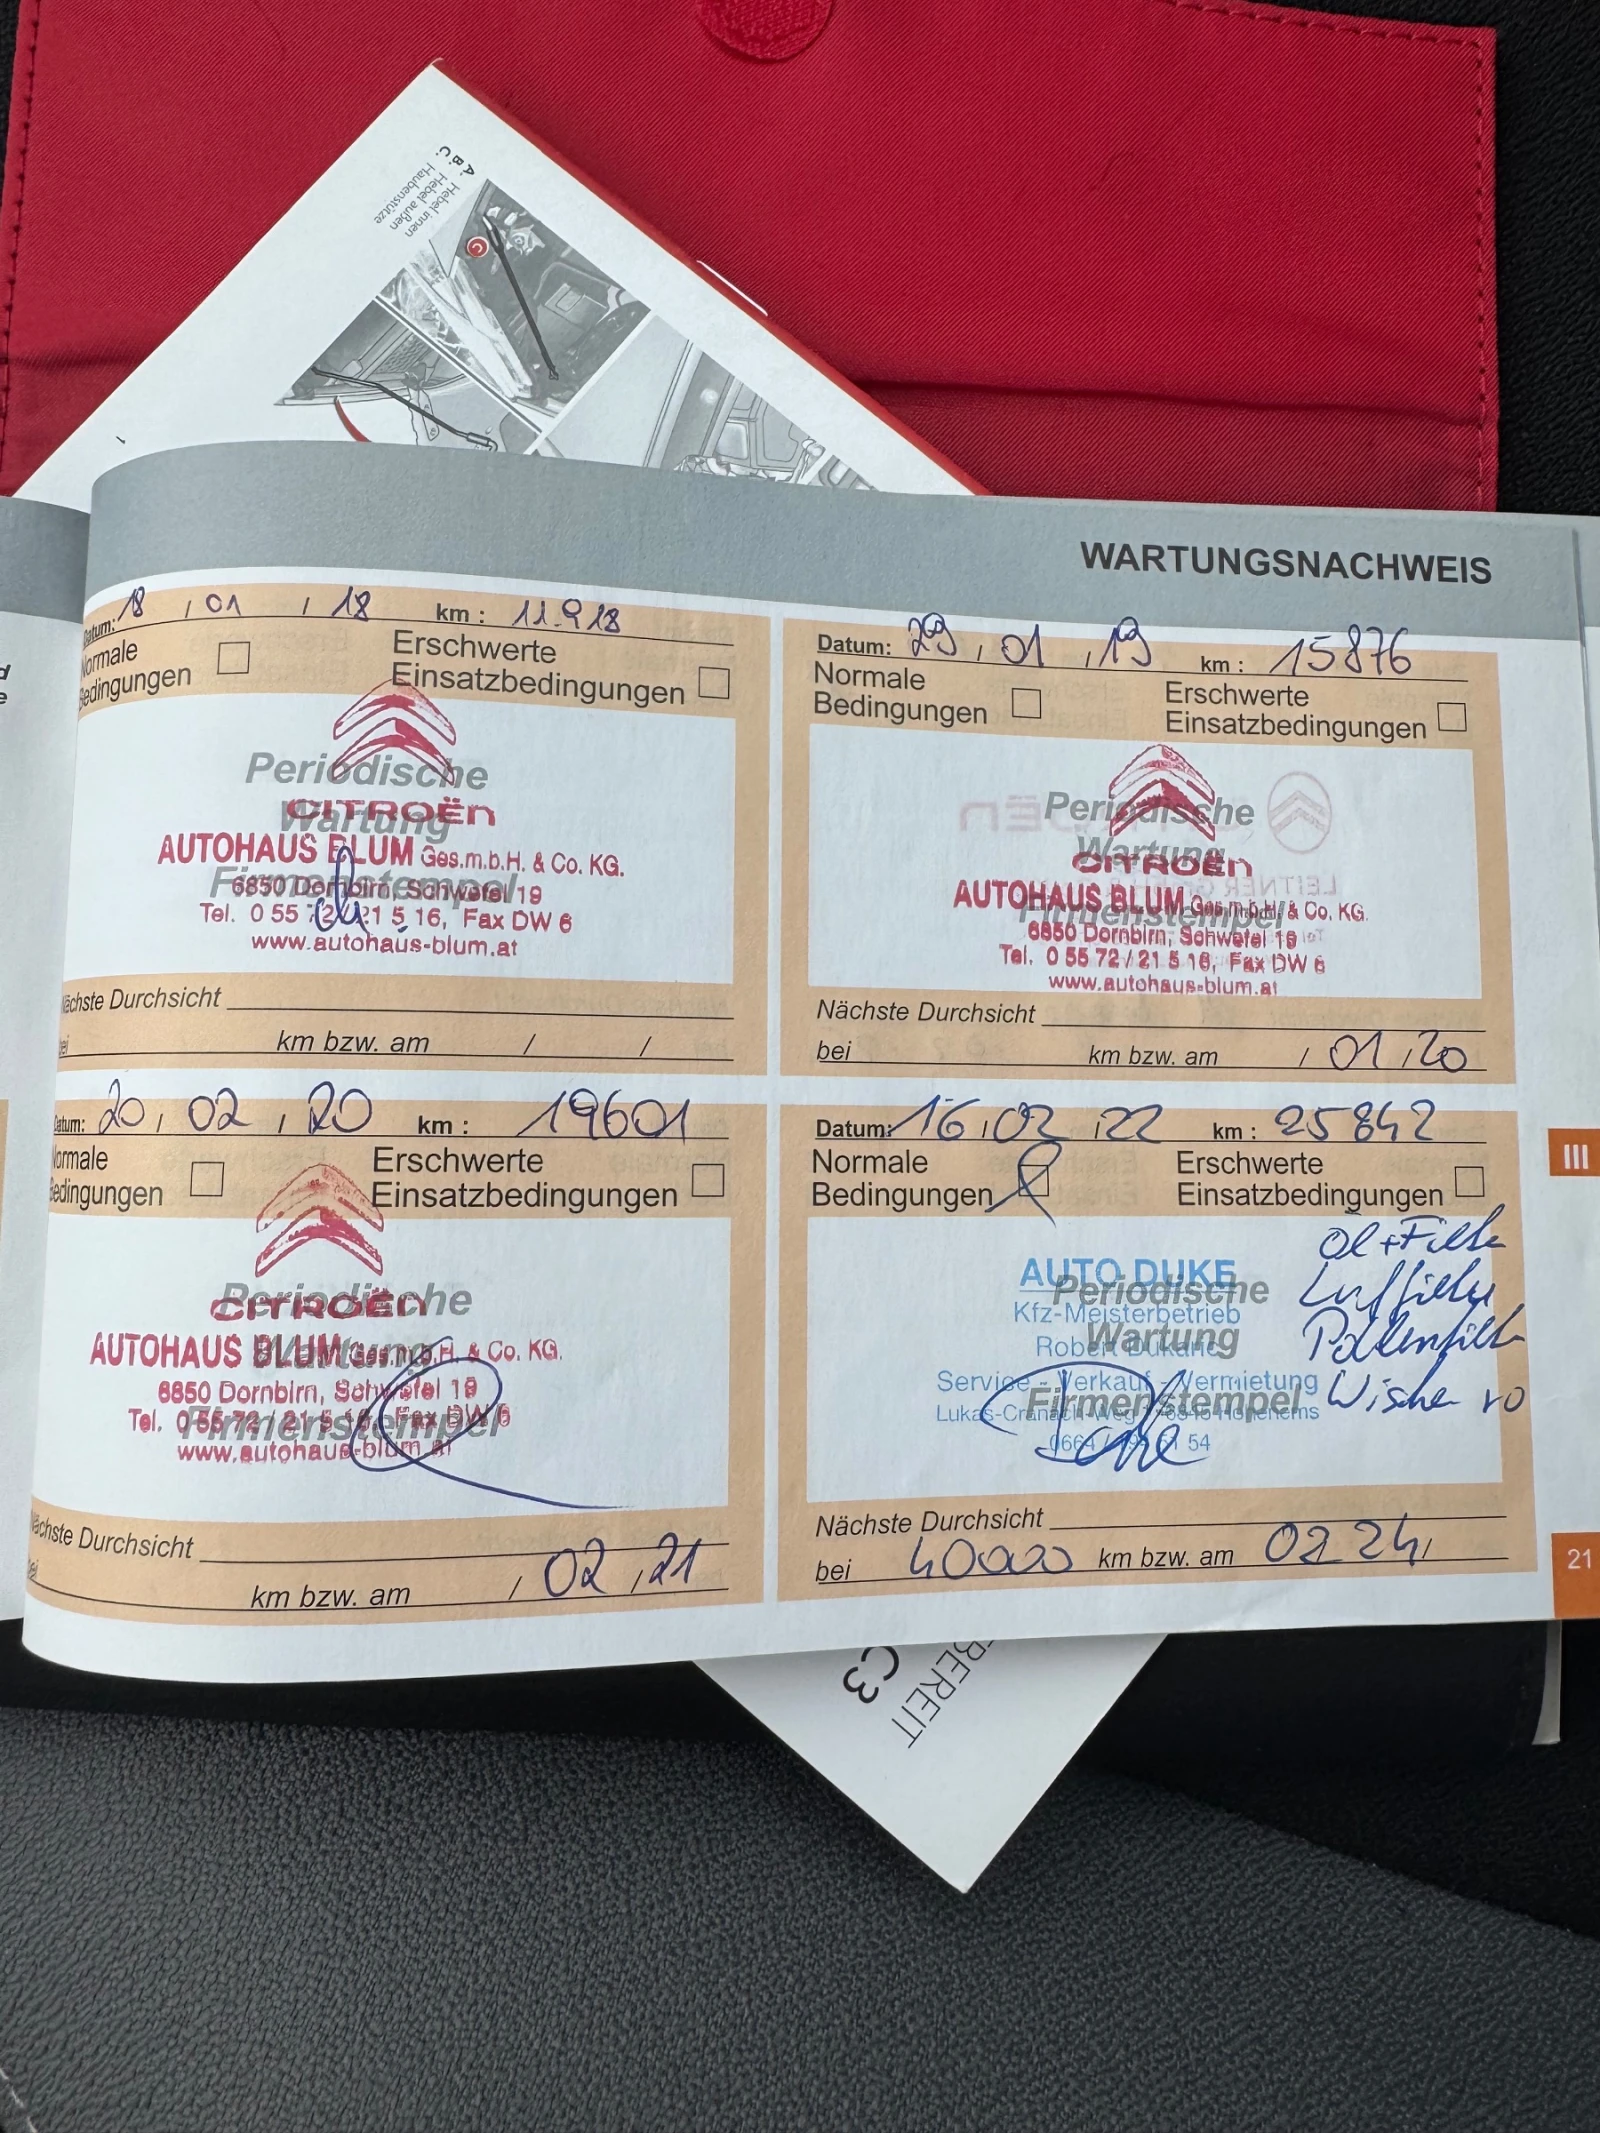 A. Hebel innen
B. Hebel außen
C. Haubenstütze
C
WARTUNGSNACHWEIS
Datum: 18 / 01 / 18 km : 11.918
Normale Bedingungen
Erschwerte Einsatzbedingungen
Periodische Wartung
Firmenstempel
CITROËN
AUTOHAUS BLUM Ges.m.b.H. & Co. KG.
6850 Dornbirn, Schwefel 19
Tel. 0 55 72 / 21 5 16, Fax DW 6
www.autohaus-blum.at
Nächste Durchsicht
bei km bzw. am / /
Datum: 29 / 01 / 19 km : 15876
Normale Bedingungen
Erschwerte Einsatzbedingungen
Periodische Wartung
Firmenstempel
CITROËN
AUTOHAUS BLUM Ges.m.b.H. & Co. KG.
6850 Dornbirn, Schwefel 19
Tel. 0 55 72 / 21 5 16, Fax DW 6
www.autohaus-blum.at
Nächste Durchsicht
bei km bzw. am / 01 / 20
Datum: 20 / 02 / 20 km : 19601
Normale Bedingungen
Erschwerte Einsatzbedingungen
Periodische Wartung
Firmenstempel
CITROËN
AUTOHAUS BLUM Ges.m.b.H. & Co. KG.
6850 Dornbirn, Schwefel 19
Tel. 0 55 72 / 21 5 16, Fax DW 6
www.autohaus-blum.at
Nächste Durchsicht
bei km bzw. am / 02 / 21
Datum: 16 / 02 / 22 km : 25842
Normale Bedingungen
Erschwerte Einsatzbedingungen
Periodische Wartung
Firmenstempel
AUTO DUKE
Kfz-Meisterbetrieb
Robert
Service - Verkauf - Vermietung
Lukas-Cranach-Weg Hohenems
0664 / 54
Öl + Filter
Luftfilter
Pollenfilter
Wischer vo
Nächste Durchsicht
bei 40000 km bzw. am 02 24 /
III
21
BEREIT
C3